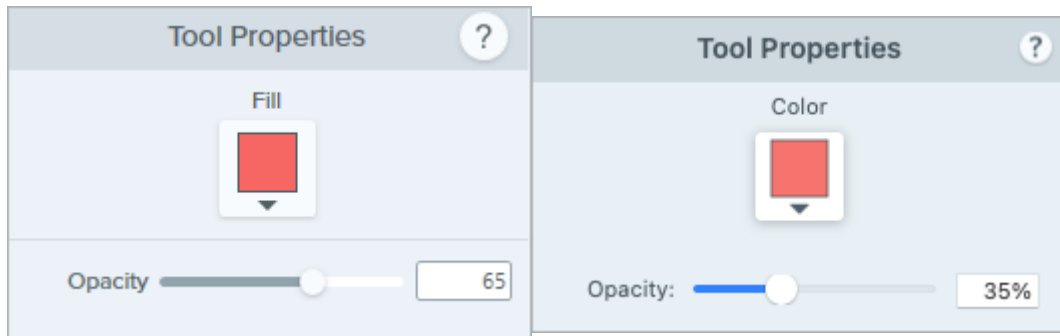 Tool Properties
?
Fill
Opacity
65
Tool Properties
?
Color
Opacity:
35%